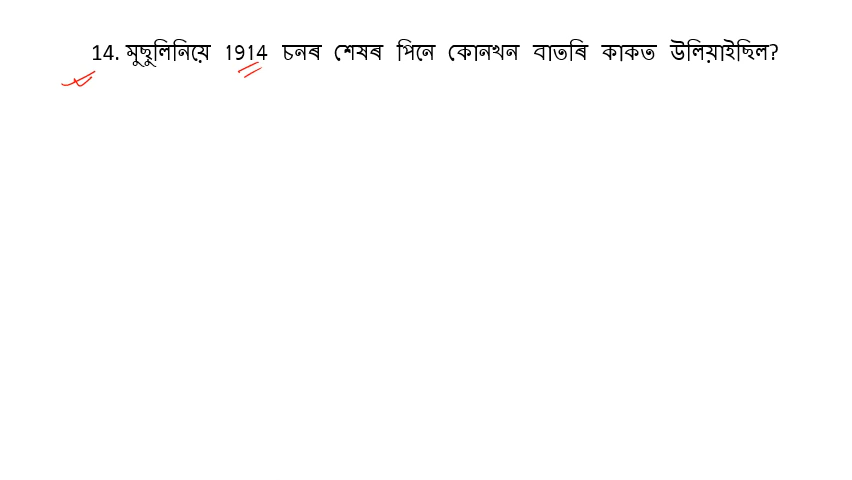 14. মুছুলিনিয়ে 1914 চনৰ শেষৰ পিনে কোনখন বাতৰি কাকত উলিয়াইছিল?